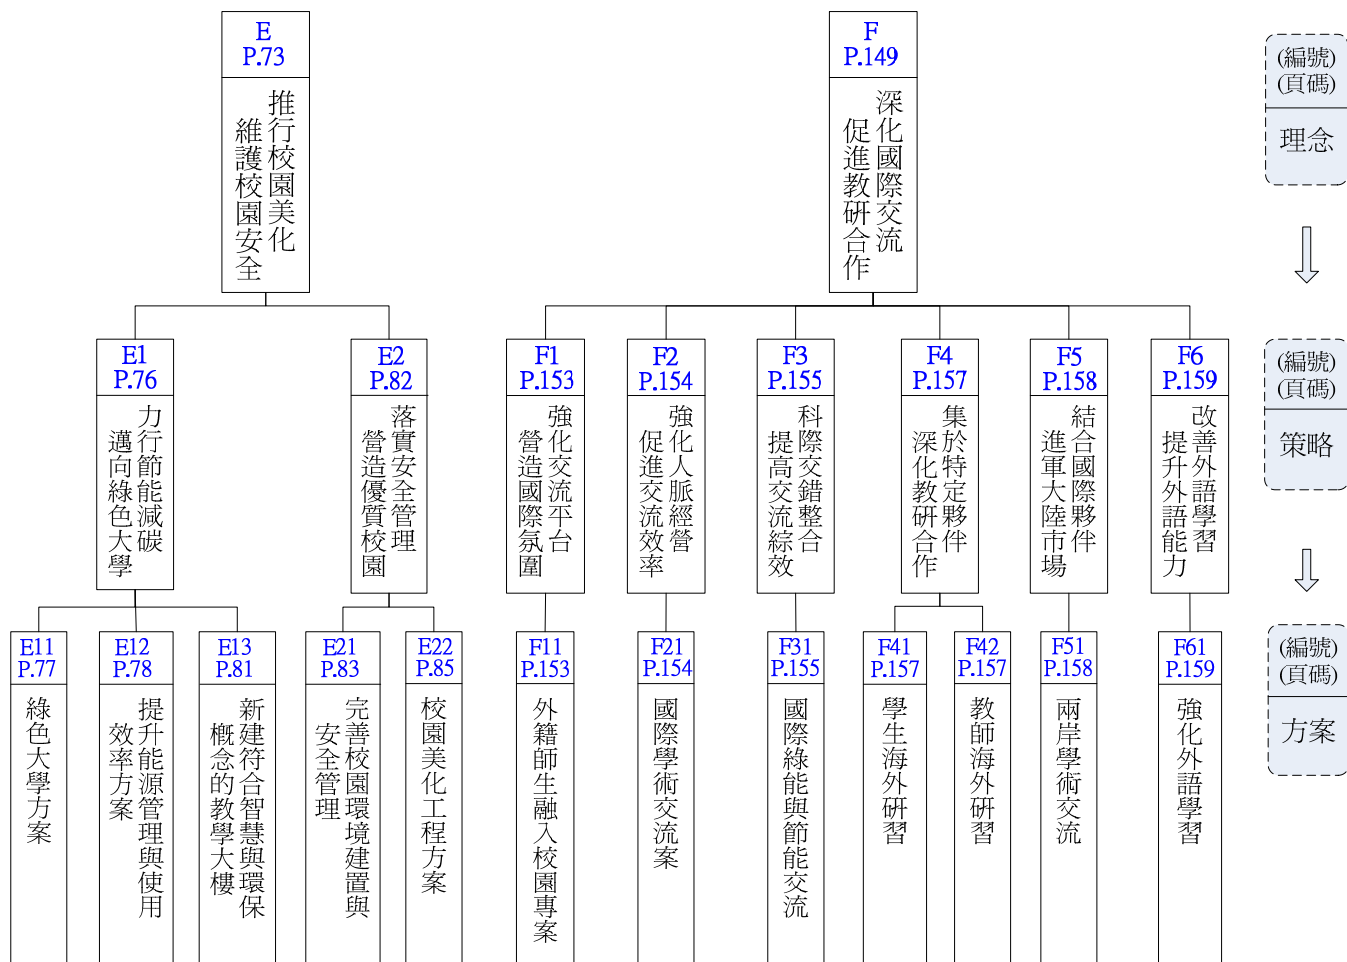 E
P.73
推行校園美化
維護校園安全
F
P.149
深化國際交流
促進教研合作
(編號)
(頁碼)
理念
E1
P.76
力行節能減碳
邁向綠色大學
E2
P.82
落實安全管理
營造優質校園
F1
P.153
強化交流平台
營造國際氛圍
F2
P.154
強化人脈經營
促進交流效率
F3
P.155
科際交錯整合
提高交流綜效
F4
P.157
集於特定夥伴
深化教研合作
F5
P.158
結合國際夥伴
進軍大陸市場
F6
P.159
改善外語學習
提升外語能力
(編號)
(頁碼)
策略
E11
P.77
綠色大學方案
E12
P.78
提升能源管理與使用
效率方案
E13
P.81
新建符合智慧與環保
概念的教學大樓
E21
P.83
完善校園環境建置與
安全管理
E22
P.85
校園美化工程方案
F11
P.153
外籍師生融入校園專案
F21
P.154
國際學術交流案
F31
P.155
國際綠能與節能交流
F41
P.157
學生海外研習
F42
P.157
教師海外研習
F51
P.158
兩岸學術交流
F61
P.159
強化外語學習
(編號)
(頁碼)
方案